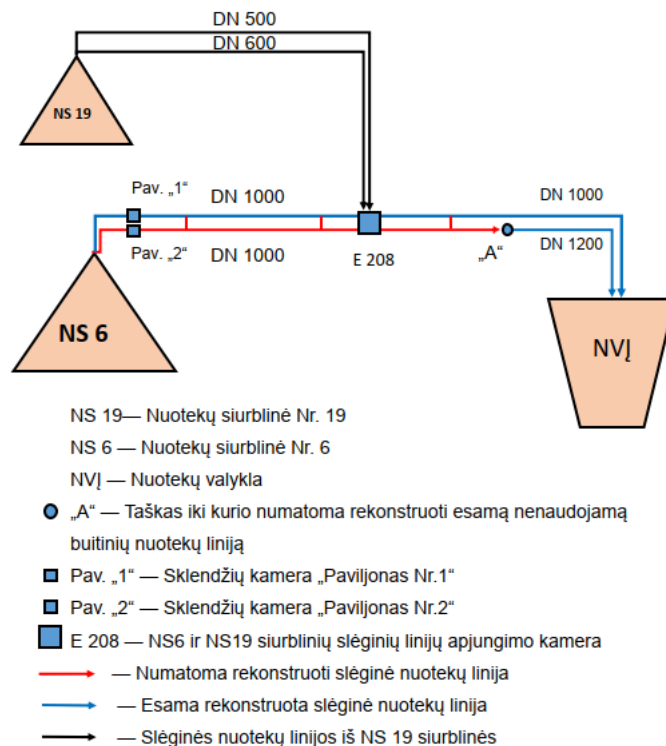 DN 500
DN 600
NS 19
Pav. „1“
DN 1000
DN 1000
Pav. „2“
DN 1000
E 208
„A“
DN 1200
NS 6
NVĮ
NS 19— Nuotekų siurblinė Nr. 19
NS 6 — Nuotekų siurblinė Nr. 6
NVĮ — Nuotekų valykla
„A“ — Taškas iki kurio numatoma rekonstruoti esamą nenaudojamą
buitinių nuotekų liniją
Pav. „1“ — Sklendžių kamera „Paviljonas Nr.1“
Pav. „2“ — Sklendžių kamera „Paviljonas Nr.2“
E 208 — NS6 ir NS19 siurblinių slėginių linijų apjungimo kamera
— Numatoma rekonstruoti slėginė nuotekų linija
— Esama rekonstruota slėginė nuotekų linija
— Slėginės nuotekų linijos iš NS 19 siurblinės